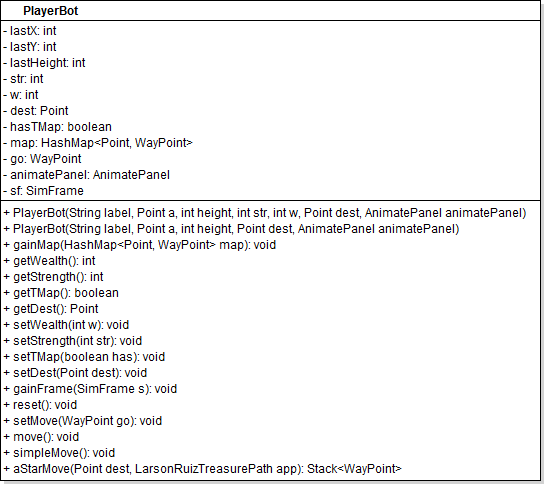 PlayerBot
- lastX: int
- lastY: int
- lastHeight: int
- str: int
- w: int
- dest: Point
- hasTMap: boolean
- map: HashMap<Point, WayPoint>
- go: WayPoint
- animatePanel: AnimatePanel
- sf: SimFrame
+ PlayerBot(String label, Point a, int height, int str, int w, Point dest, AnimatePanel animatePanel)
+ PlayerBot(String label, Point a, int height, Point dest, AnimatePanel animatePanel)
+ gainMap(HashMap<Point, WayPoint> map): void
+ getWealth(): int
+ getStrength(): int
+ getTMap(): boolean
+ getDest(): Point
+ setWealth(int w): void
+ setStrength(int str): void
+ setTMap(boolean has): void
+ setDest(Point dest): void
+ gainFrame(SimFrame s): void
+ reset(): void
+ setMove(WayPoint go): void
+ move(): void
+ simpleMove(): void
+ aStarMove(Point dest, LarsonRuizTreasurePath app): Stack<WayPoint>